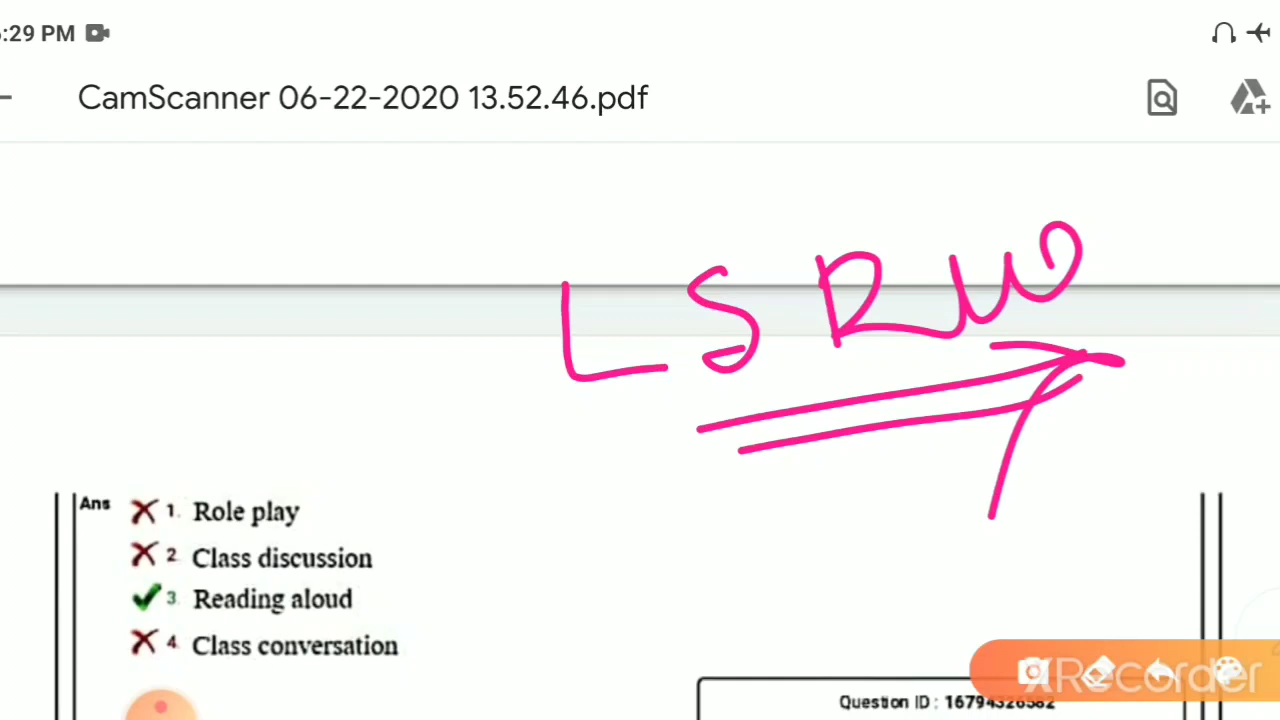 :29 PM
CamScanner 06-22-2020 13.52.46.pdf
LSRW
Ans
1. Role play
2. Class discussion
3. Reading aloud
4. Class conversation
XRecorder
Question ID : 16794326582